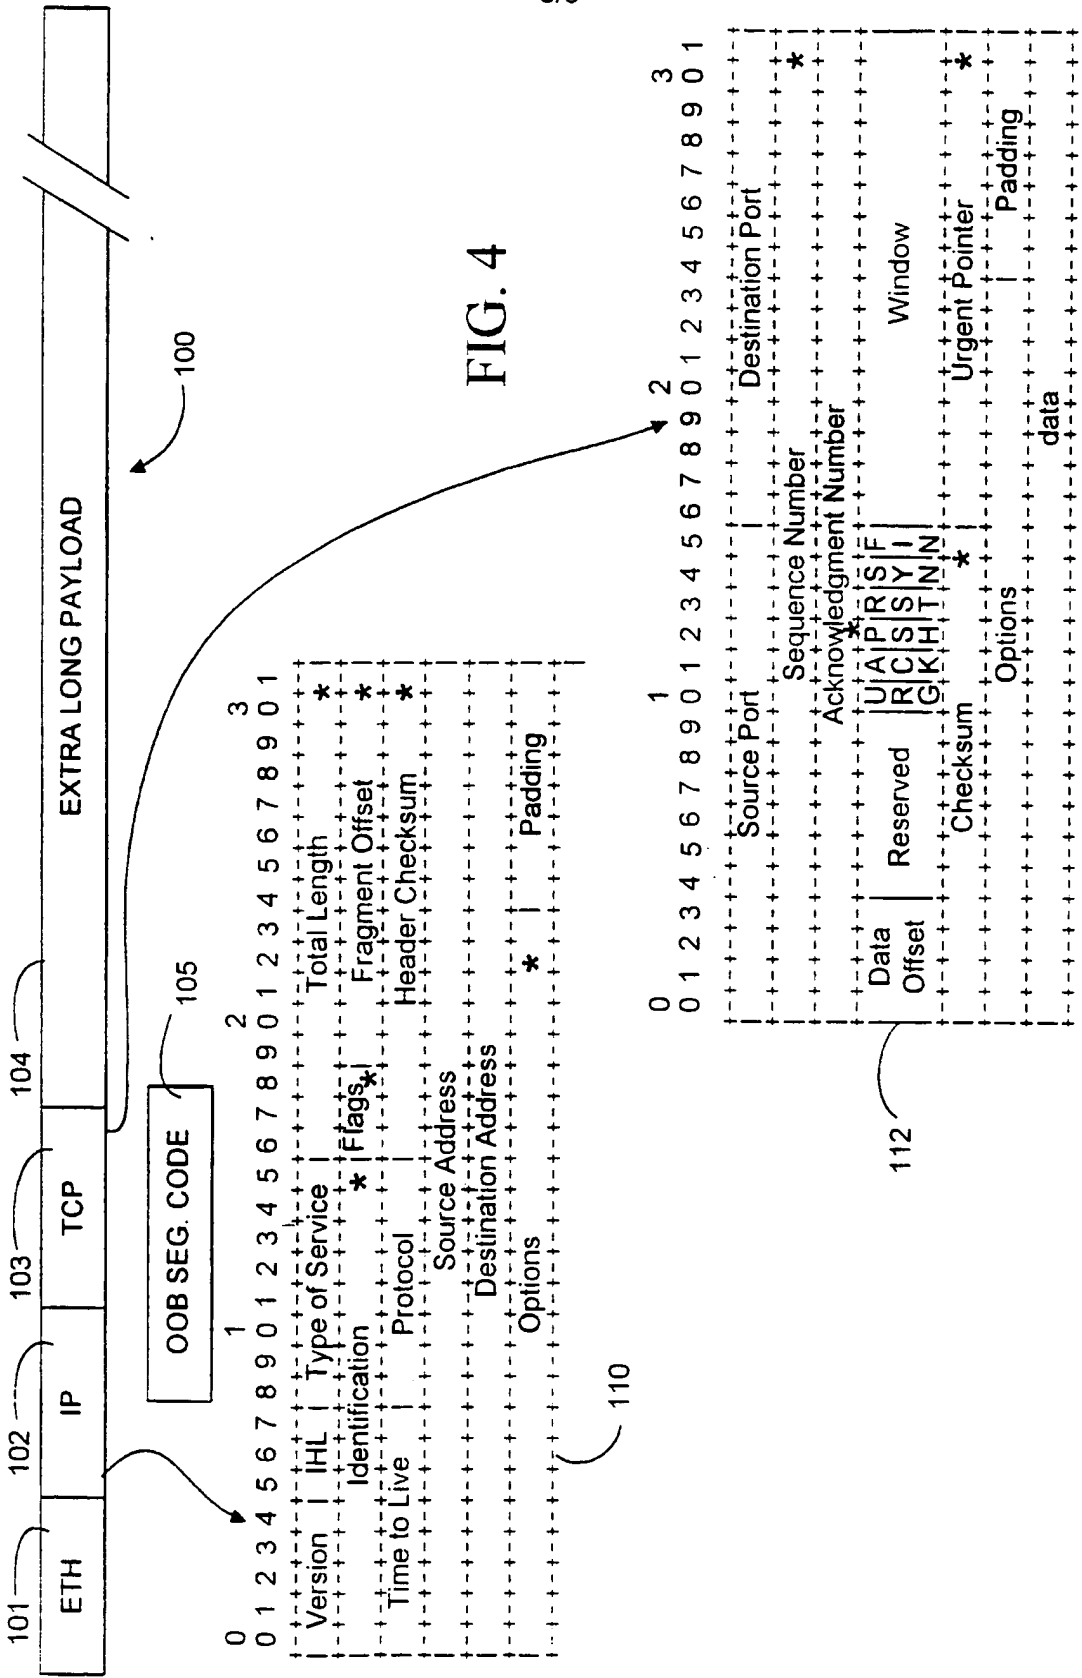 101 102 103 104
ETH IP TCP EXTRA LONG PAYLOAD
100
OOB SEG. CODE
105
0 1 2 3
0 1 2 3 4 5 6 7 8 9 0 1 2 3 4 5 6 7 8 9 0 1 2 3 4 5 6 7 8 9 0 1
| Version | IHL | Type of Service | Total Length * |
| Identification * | Flags * | Fragment Offset * |
| Time to Live | Protocol | Header Checksum * |
| Source Address |
| Destination Address |
| Options * | Padding |
110
FIG. 4
0 1 2 3
0 1 2 3 4 5 6 7 8 9 0 1 2 3 4 5 6 7 8 9 0 1 2 3 4 5 6 7 8 9 0 1
| Source Port | Destination Port |
| Sequence Number * |
| Acknowledgment Number |
| Data | | U | A | P | R | S | F | |
| Offset | Reserved | R | C | S | S | Y | I | Window |
| | | G | K | H | T | N | N | |
*
| Checksum * | Urgent Pointer * |
| Options | Padding |
| data |
112